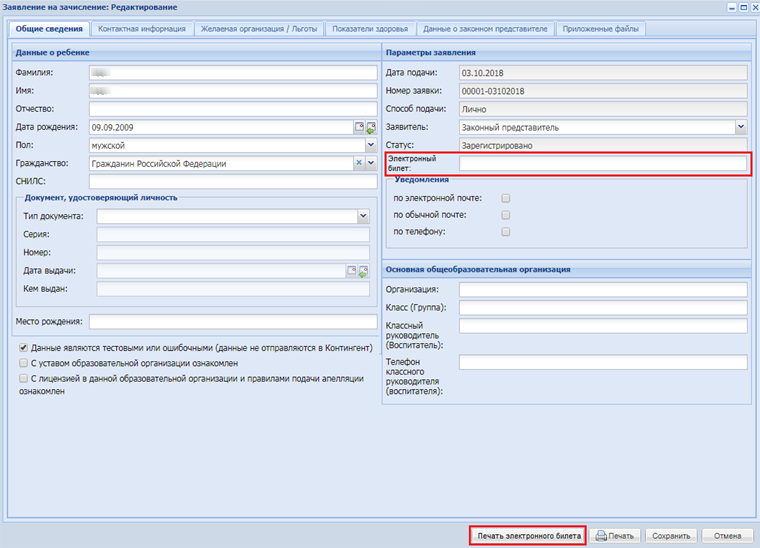 Заявление на зачисление: Редактирование
Общие сведения
Контактная информация
Желаемая организация / Льготы
Показатели здоровья
Данные о законном представителе
Приложенные файлы
Данные о ребенке
Фамилия:
Имя:
Отчество:
Дата рождения: 09.09.2009
Пол: мужской
Гражданство: Гражданин Российской Федерации
СНИЛС:
Документ, удостоверяющий личность
Тип документа:
Серия:
Номер:
Дата выдачи:
Кем выдан:
Место рождения:
Данные являются тестовыми или ошибочными (данные не отправляются в Контингент)
С уставом образовательной организации ознакомлен
С лицензией в данной образовательной организации и правилами подачи апелляции
ознакомлен
Параметры заявления
Дата подачи: 03.10.2018
Номер заявки: 00001-03102018
Способ подачи: Лично
Заявитель: Законный представитель
Статус: Зарегистрировано
Электронный
билет:
Уведомления
по электронной почте:
по обычной почте:
по телефону:
Основная общеобразовательная организация
Организация:
Класс (Группа):
Классный
руководитель
(Воспитатель):
Телефон
классного
руководителя
(воспитателя):
Печать электронного билета
Печать
Сохранить
Отмена